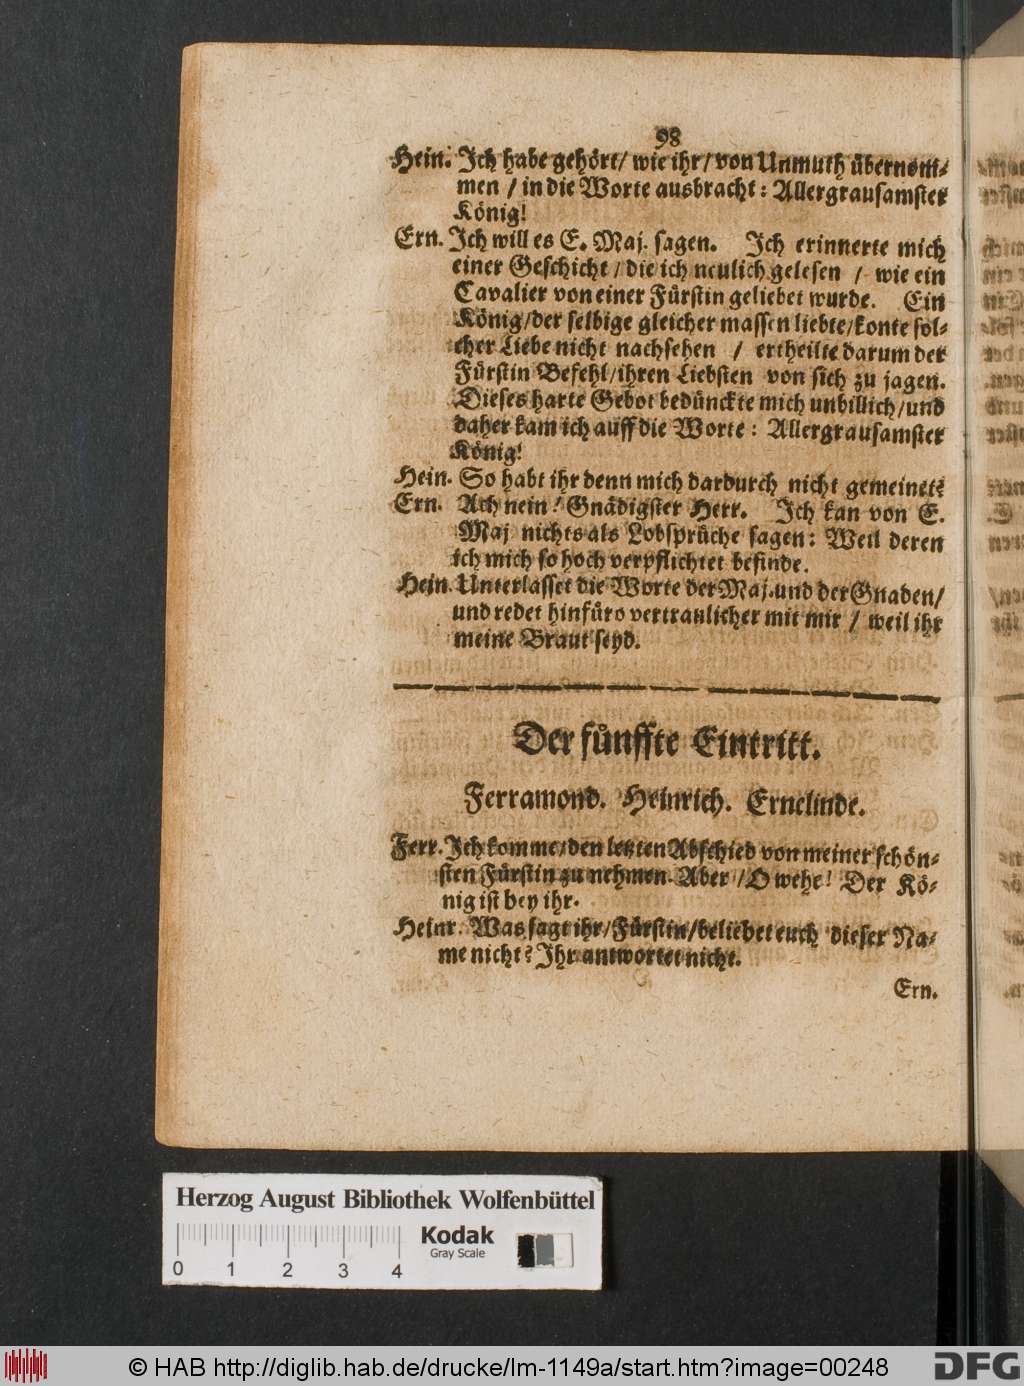 98
Hein. Ich habe gehört/ wie ihr/ von Unmuth übernom-
men / in die Worte ausbracht: Allergrausamster
König!
Ern. Ich will es E. Maj. sagen. Ich erinnerte mich
einer Geschicht / die ich neulich gelesen / wie ein
Cavalier von einer Fürstin geliebet wurde. Ein
König/der selbige gleicher massen liebte/konte sol-
cher Liebe nicht nachsehen / ertheilte darum der
Fürstin Befehl/ihren Liebsten von sich zu jagen.
Dieses harte Gebot bedünckte mich unbillich/und
daher kam ich auff die Worte: Allergrausamster
König!
Hein. So habt ihr denn mich dardurch nicht gemeinet?
Ern. Ach nein! Gnädigster Herr. Ich kan von E.
Maj nichts als Lobsprüche sagen: Weil deren
ich mich so hoch verpflichtet befinde.
Hein. Unterlasset die Worte der Maj. und der Gnaden/
und redet hinfüro vertraulicher mit mir / weil ihr
meine Braut seyd.
Der fünffte Eintritt.
Ferramond. Heinrich. Ernelinde.
Ferr. Ich komme/den letzten Abschied von meiner schön-
sten Fürstin zu nehmen. Aber / O wehe! Der Kö-
nig ist bey ihr.
Heinr. Was sagt ihr/Fürstin/beliebet euch dieser Na-
me nicht? Ihr antwortet nicht.
Ern.
Herzog August Bibliothek Wolfenbüttel
Kodak
Gray Scale
0 1 2 3 4
© HAB http://diglib.hab.de/drucke/lm-1149a/start.htm?image=00248
DFG